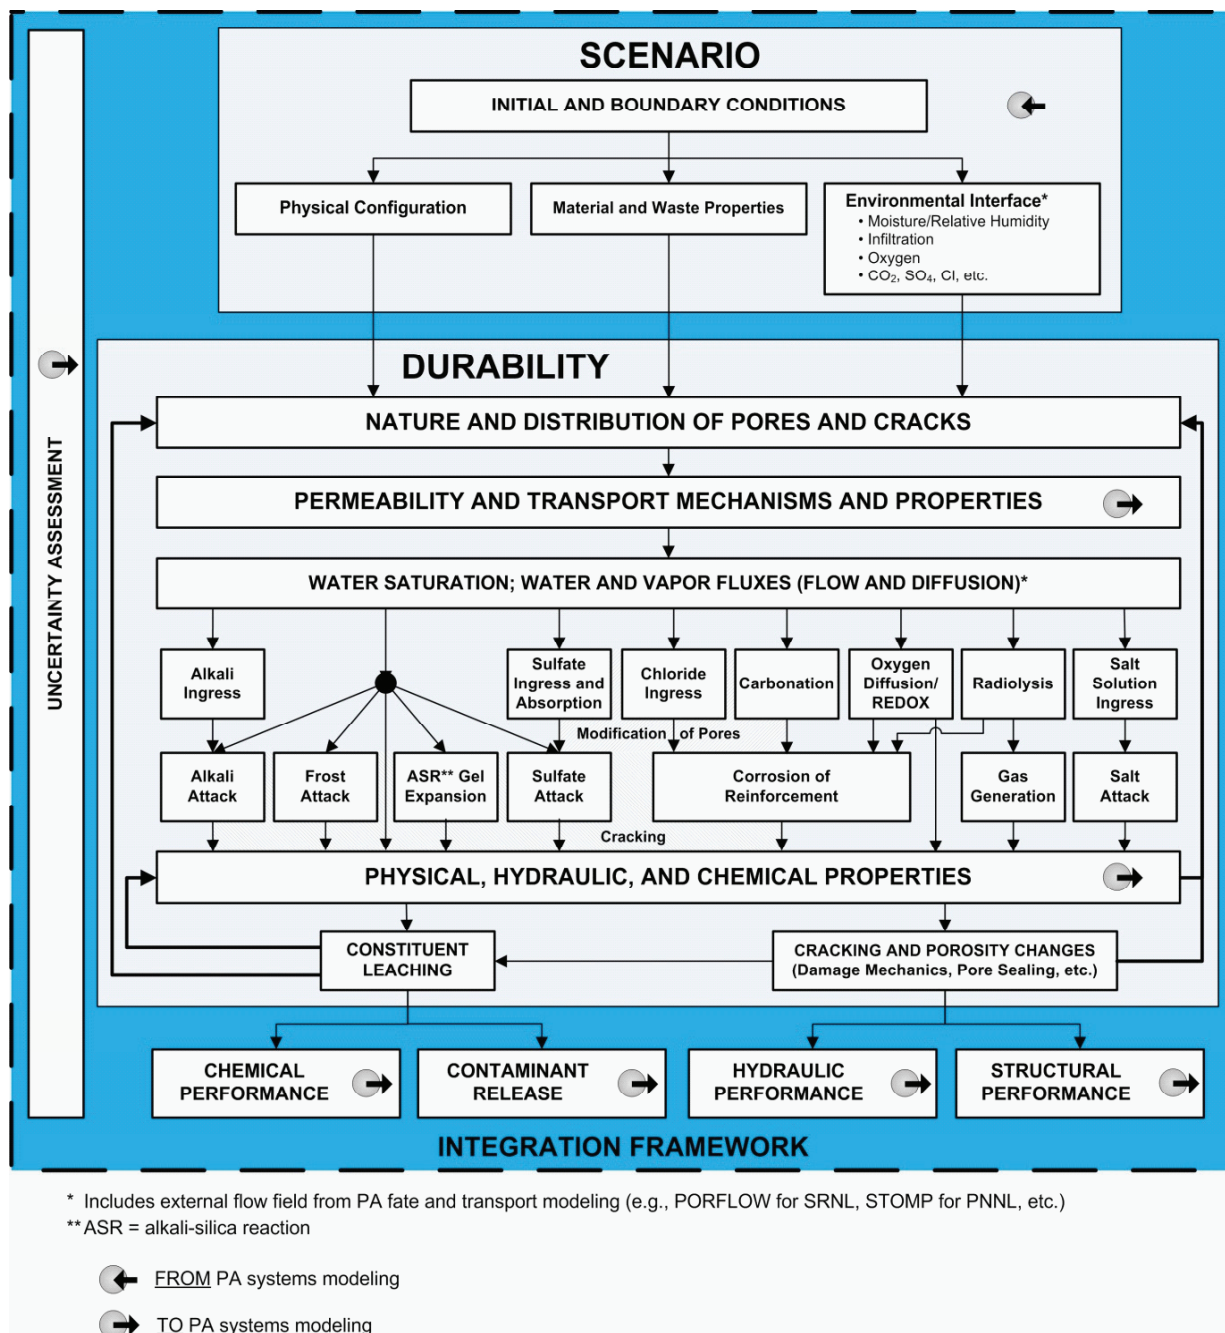 SCENARIO
INITIAL AND BOUNDARY CONDITIONS
Physical Configuration
Material and Waste Properties
Environmental Interface*
• Moisture/Relative Humidity
• Infiltration
• Oxygen
• CO₂, SO₄, Cl, etc.
UNCERTAINTY ASSESSMENT
DURABILITY
NATURE AND DISTRIBUTION OF PORES AND CRACKS
PERMEABILITY AND TRANSPORT MECHANISMS AND PROPERTIES
WATER SATURATION; WATER AND VAPOR FLUXES (FLOW AND DIFFUSION)*
Alkali
Ingress
Sulfate
Ingress and
Absorption
Chloride
Ingress
Carbonation
Oxygen
Diffusion/
REDOX
Radiolysis
Salt
Solution
Ingress
Modification of Pores
Alkali
Attack
Frost
Attack
ASR** Gel
Expansion
Sulfate
Attack
Corrosion of
Reinforcement
Gas
Generation
Salt
Attack
Cracking
PHYSICAL, HYDRAULIC, AND CHEMICAL PROPERTIES
CONSTITUENT
LEACHING
CRACKING AND POROSITY CHANGES
(Damage Mechanics, Pore Sealing, etc.)
CHEMICAL
PERFORMANCE
CONTAMINANT
RELEASE
HYDRAULIC
PERFORMANCE
STRUCTURAL
PERFORMANCE
INTEGRATION FRAMEWORK
* Includes external flow field from PA fate and transport modeling (e.g., PORFLOW for SRNL, STOMP for PNNL, etc.)
** ASR = alkali-silica reaction
FROM PA systems modeling
TO PA systems modeling